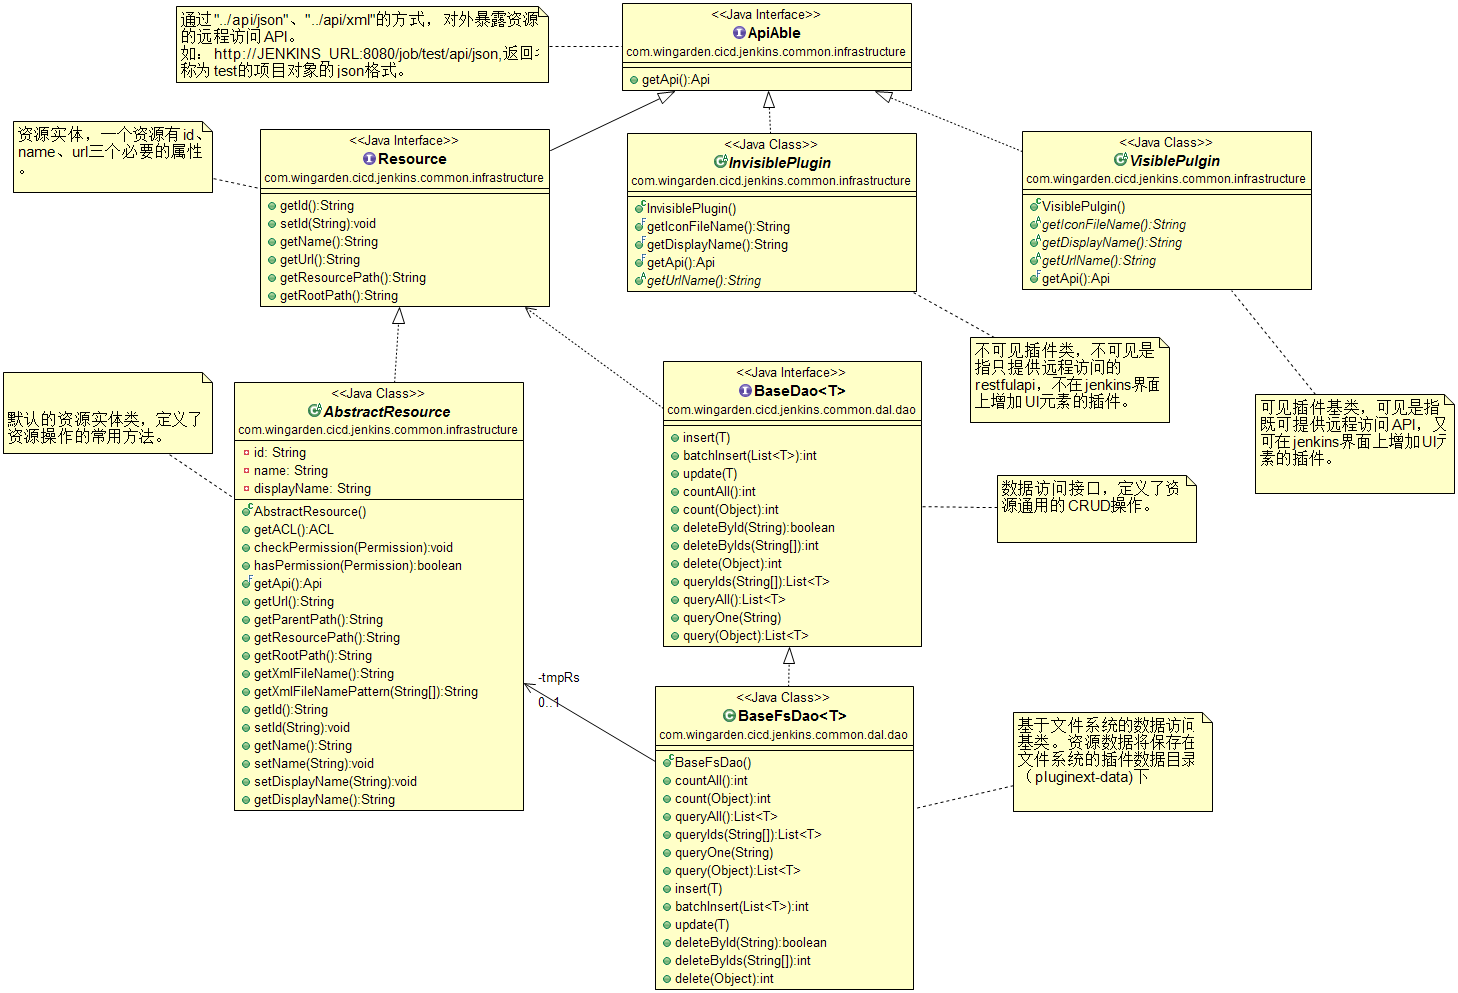 通过"../api/json"、"../api/xml"的方式，对外暴露资源
的远程访问API。
如：http://JENKINS_URL:8080/job/test/api/json,返回
称为test的项目对象的json格式。
<<Java Interface>>
ApiAble
com.wingarden.cicd.jenkins.common.infrastructure
getApi():Api
资源实体，一个资源有id、
name、url三个必要的属性
。
<<Java Interface>>
Resource
com.wingarden.cicd.jenkins.common.infrastructure
getId():String
setId(String):void
getName():String
getUrl():String
getResourcePath():String
getRootPath():String
<<Java Class>>
InvisiblePlugin
com.wingarden.cicd.jenkins.common.infrastructure
InvisiblePlugin()
getIconFileName():String
getDisplayName():String
getApi():Api
getUrlName():String
<<Java Class>>
VisiblePulgin
com.wingarden.cicd.jenkins.common.infrastructure
VisiblePulgin()
getIconFileName():String
getDisplayName():String
getUrlName():String
getApi():Api
不可见插件类，不可见是
指只提供远程访问的
restfulapi，不在jenkins界面
上增加UI元素的插件。
可见插件基类，可见是指
既可提供远程访问API，又
可在jenkins界面上增加UI元
素的插件。
默认的资源实体类，定义了
资源操作的常用方法。
<<Java Class>>
AbstractResource
com.wingarden.cicd.jenkins.common.infrastructure
id: String
name: String
displayName: String
AbstractResource()
getACL():ACL
checkPermission(Permission):void
hasPermission(Permission):boolean
getApi():Api
getUrl():String
getParentPath():String
getResourcePath():String
getRootPath():String
getXmlFileName():String
getXmlFileNamePattern(String[]):String
getId():String
setId(String):void
getName():String
setName(String):void
setDisplayName(String):void
getDisplayName():String
<<Java Interface>>
BaseDao<T>
com.wingarden.cicd.jenkins.common.dal.dao
insert(T)
batchInsert(List<T>):int
update(T)
countAll():int
count(Object):int
deleteById(String):boolean
deleteByIds(String[]):int
delete(Object):int
queryIds(String[]):List<T>
queryAll():List<T>
queryOne(String)
query(Object):List<T>
数据访问接口，定义了资
源通用的CRUD操作。
-tmpRs
0..1
<<Java Class>>
BaseFsDao<T>
com.wingarden.cicd.jenkins.common.dal.dao
BaseFsDao()
countAll():int
count(Object):int
queryAll():List<T>
queryIds(String[]):List<T>
queryOne(String)
query(Object):List<T>
insert(T)
batchInsert(List<T>):int
update(T)
deleteById(String):boolean
deleteByIds(String[]):int
delete(Object):int
基于文件系统的数据访问
基类。资源数据将保存在
文件系统的插件数据目录
（pluginext-data)下